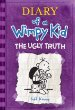 DIARY
of a
Wimpy Kid
THE UGLY TRUTH
Jeff Kinney